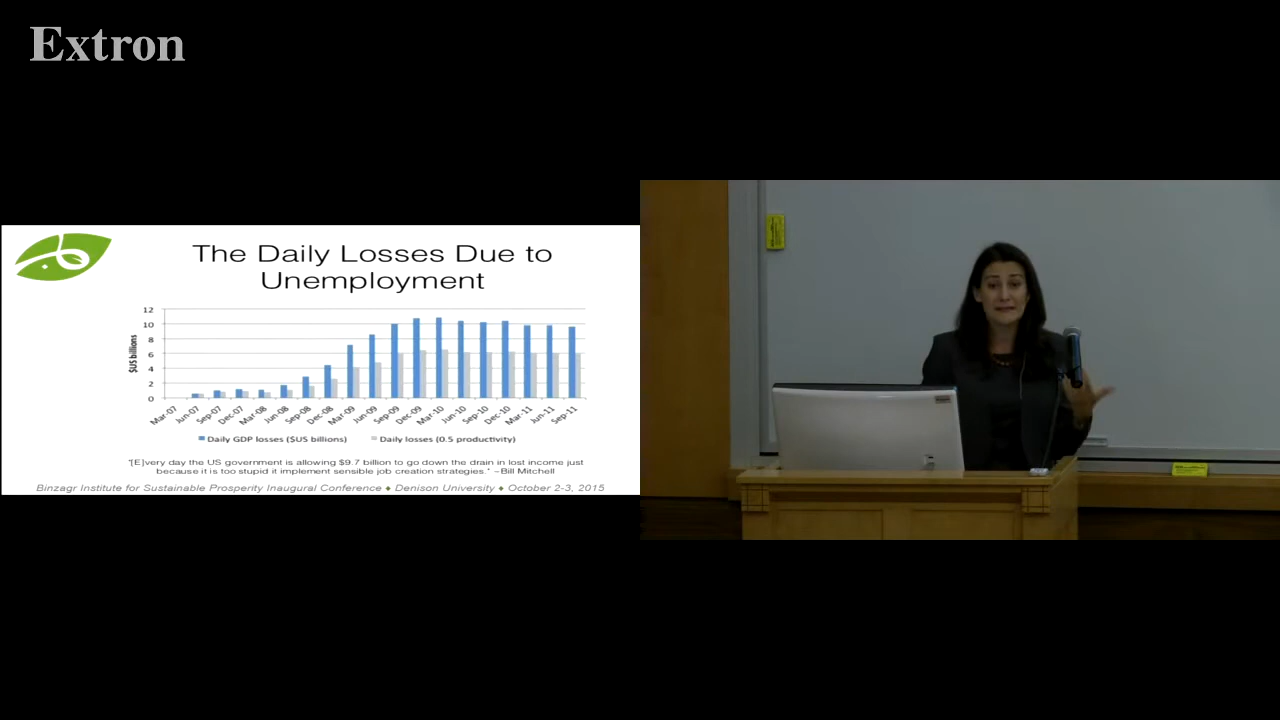 Extron
The Daily Losses Due to
Unemployment
12
10
8
6
4
2
0
$US billions
Mar-07
Jun-07
Sep-07
Dec-07
Mar-08
Jun-08
Sep-08
Dec-08
Mar-09
Jun-09
Sep-09
Dec-09
Mar-10
Jun-10
Sep-10
Dec-10
Mar-11
Jun-11
Sep-11
Daily GDP losses ($US billions)
Daily losses (0.5 productivity)
"[E]very day the US government is allowing $9.7 billion to go down the drain in lost income just
because it is too stupid it implement sensible job creation strategies." ~Bill Mitchell
Binzagr Institute for Sustainable Prosperity Inaugural Conference ♦ Denison University ♦ October 2-3, 2015